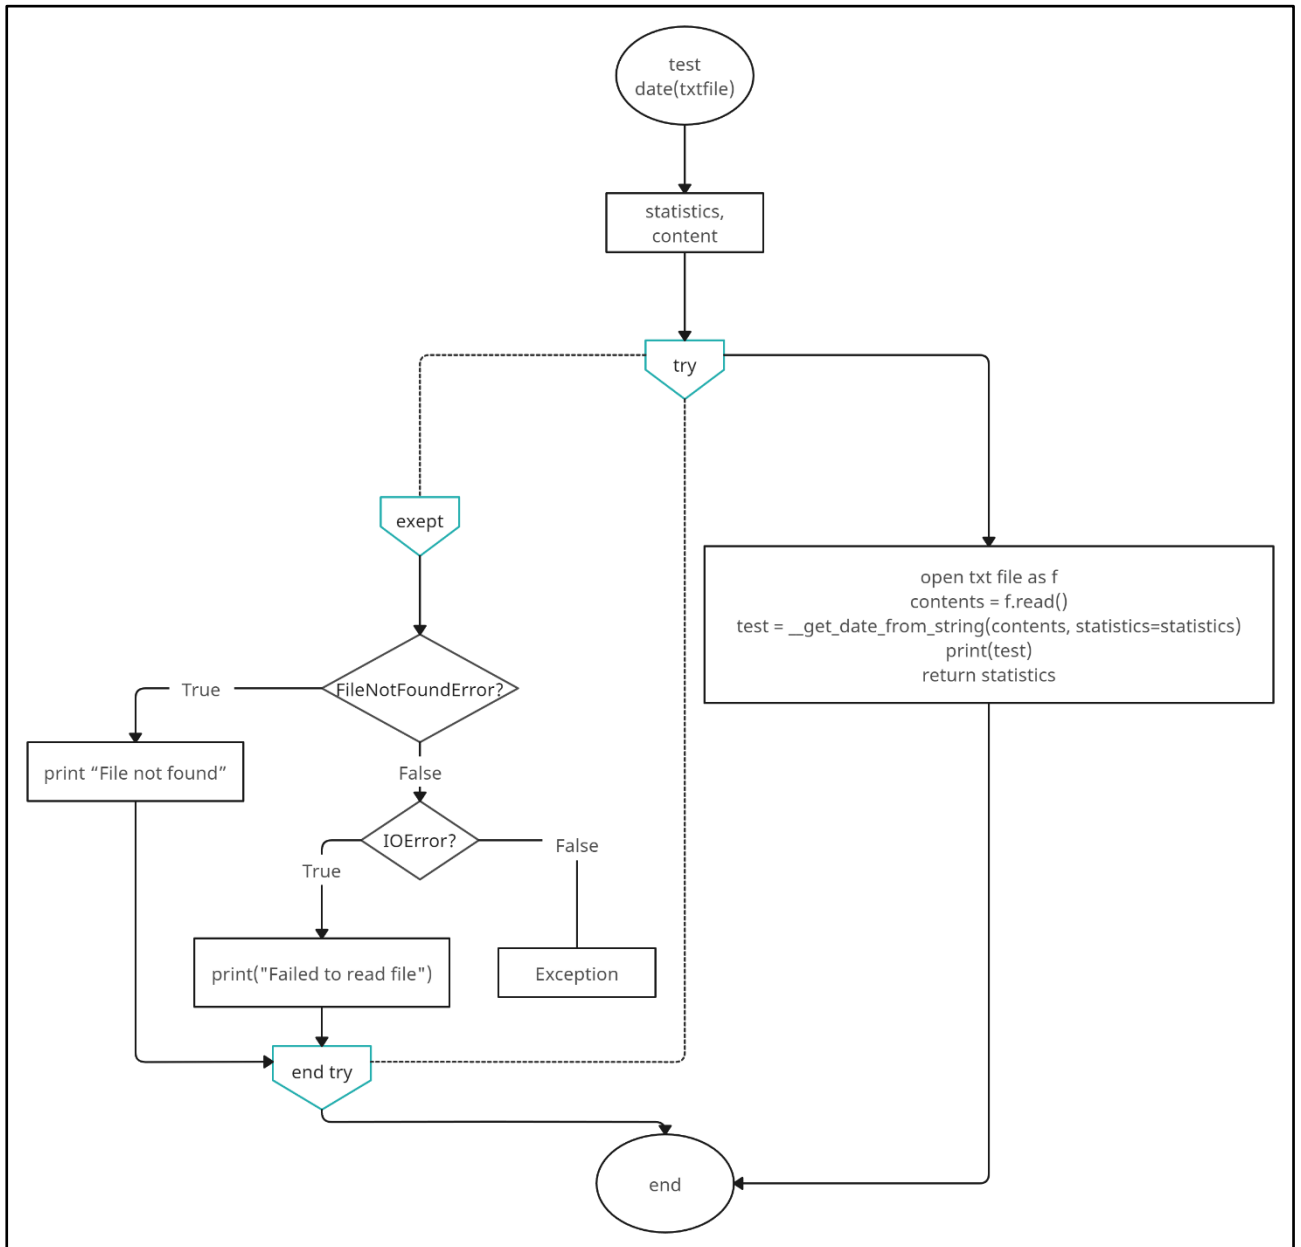 test
date(txtfile)
statistics,
content
try
exept
open txt file as f
contents = f.read()
test = __get_date_from_string(contents, statistics=statistics)
print(test)
return statistics
True
FileNotFoundError?
print “File not found”
False
IOError?
False
True
print("Failed to read file")
Exception
end try
end